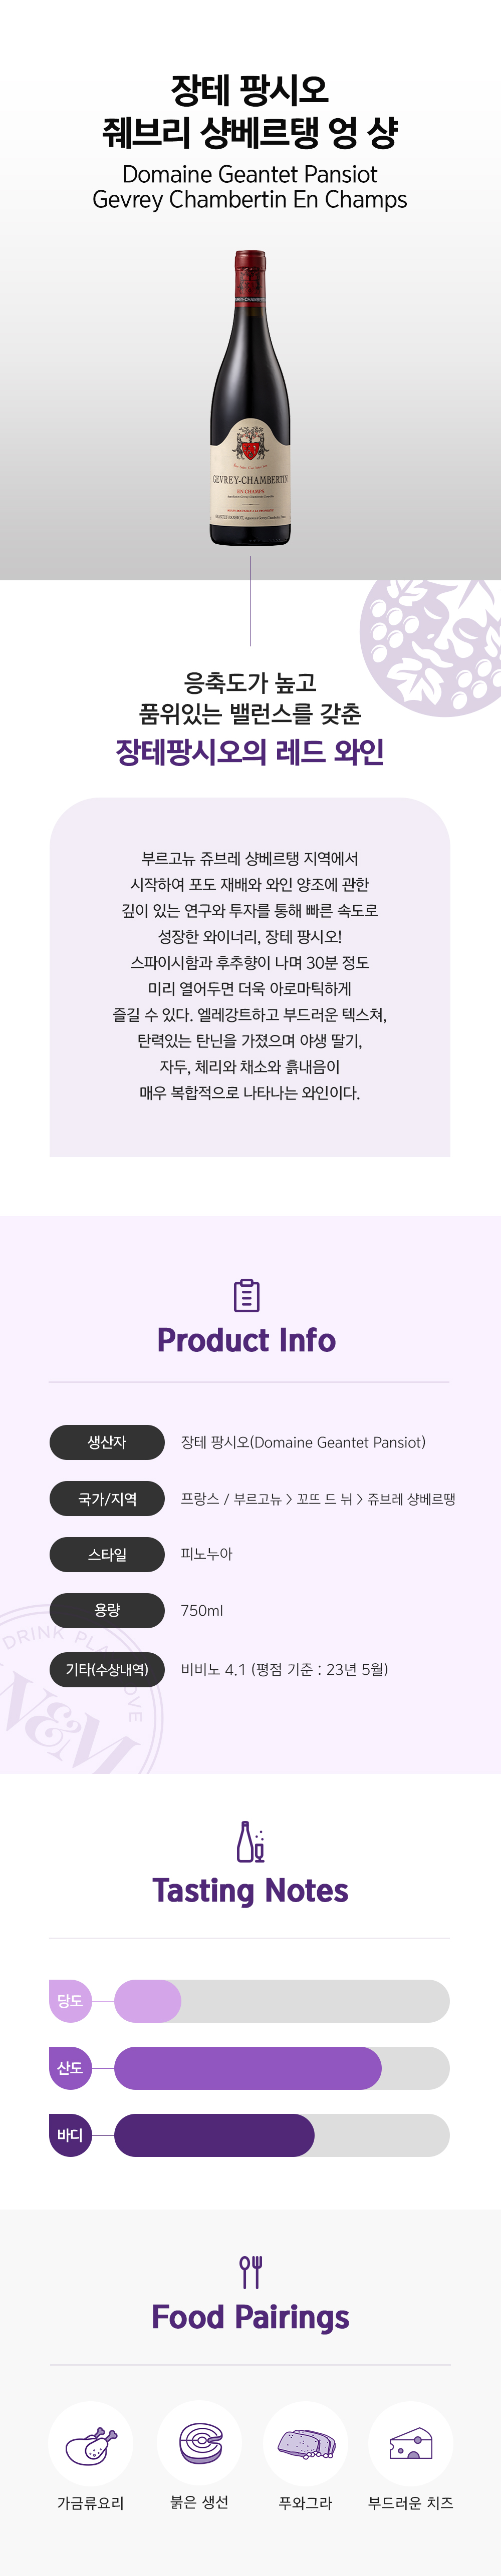 장테 팡시오
쥐브리 샹베르탱 엉 샹
Domaine Geantet Pansiot
Gevrey Chambertin En Champs
GEVREY-CHAMBERTIN
EN CHAMPS
응축도가 높고
품위있는 밸런스를 갖춘
장테팡시오의 레드 와인
부르고뉴 쥬브레 샹베르탱 지역에서
시작하여 포도 재배와 와인 양조에 관한
깊이 있는 연구와 투자를 통해 빠른 속도로
성장한 와이너리, 장테 팡시오!
스파이시함과 후추향이 나며 30분 정도
미리 열어두면 더욱 아로마틱하게
즐길 수 있다. 엘레강트하고 부드러운 텍스쳐,
탄력있는 탄닌을 가졌으며 야생 딸기,
자두, 체리와 채소와 흙내음이
매우 복합적으로 나타나는 와인이다.
Product Info
생산자 장테 팡시오(Domaine Geantet Pansiot)
국가/지역 프랑스 / 부르고뉴 > 꼬뜨 드 뉘 > 쥬브레 샹베르땡
스타일 피노누아
용량 750ml
기타(수상내역) 비비노 4.1 (평점 기준 : 23년 5월)
DRINK
W&M
Tasting Notes
당도
산도
바디
Food Pairings
가금류요리 붉은 생선 푸와그라 부드러운 치즈